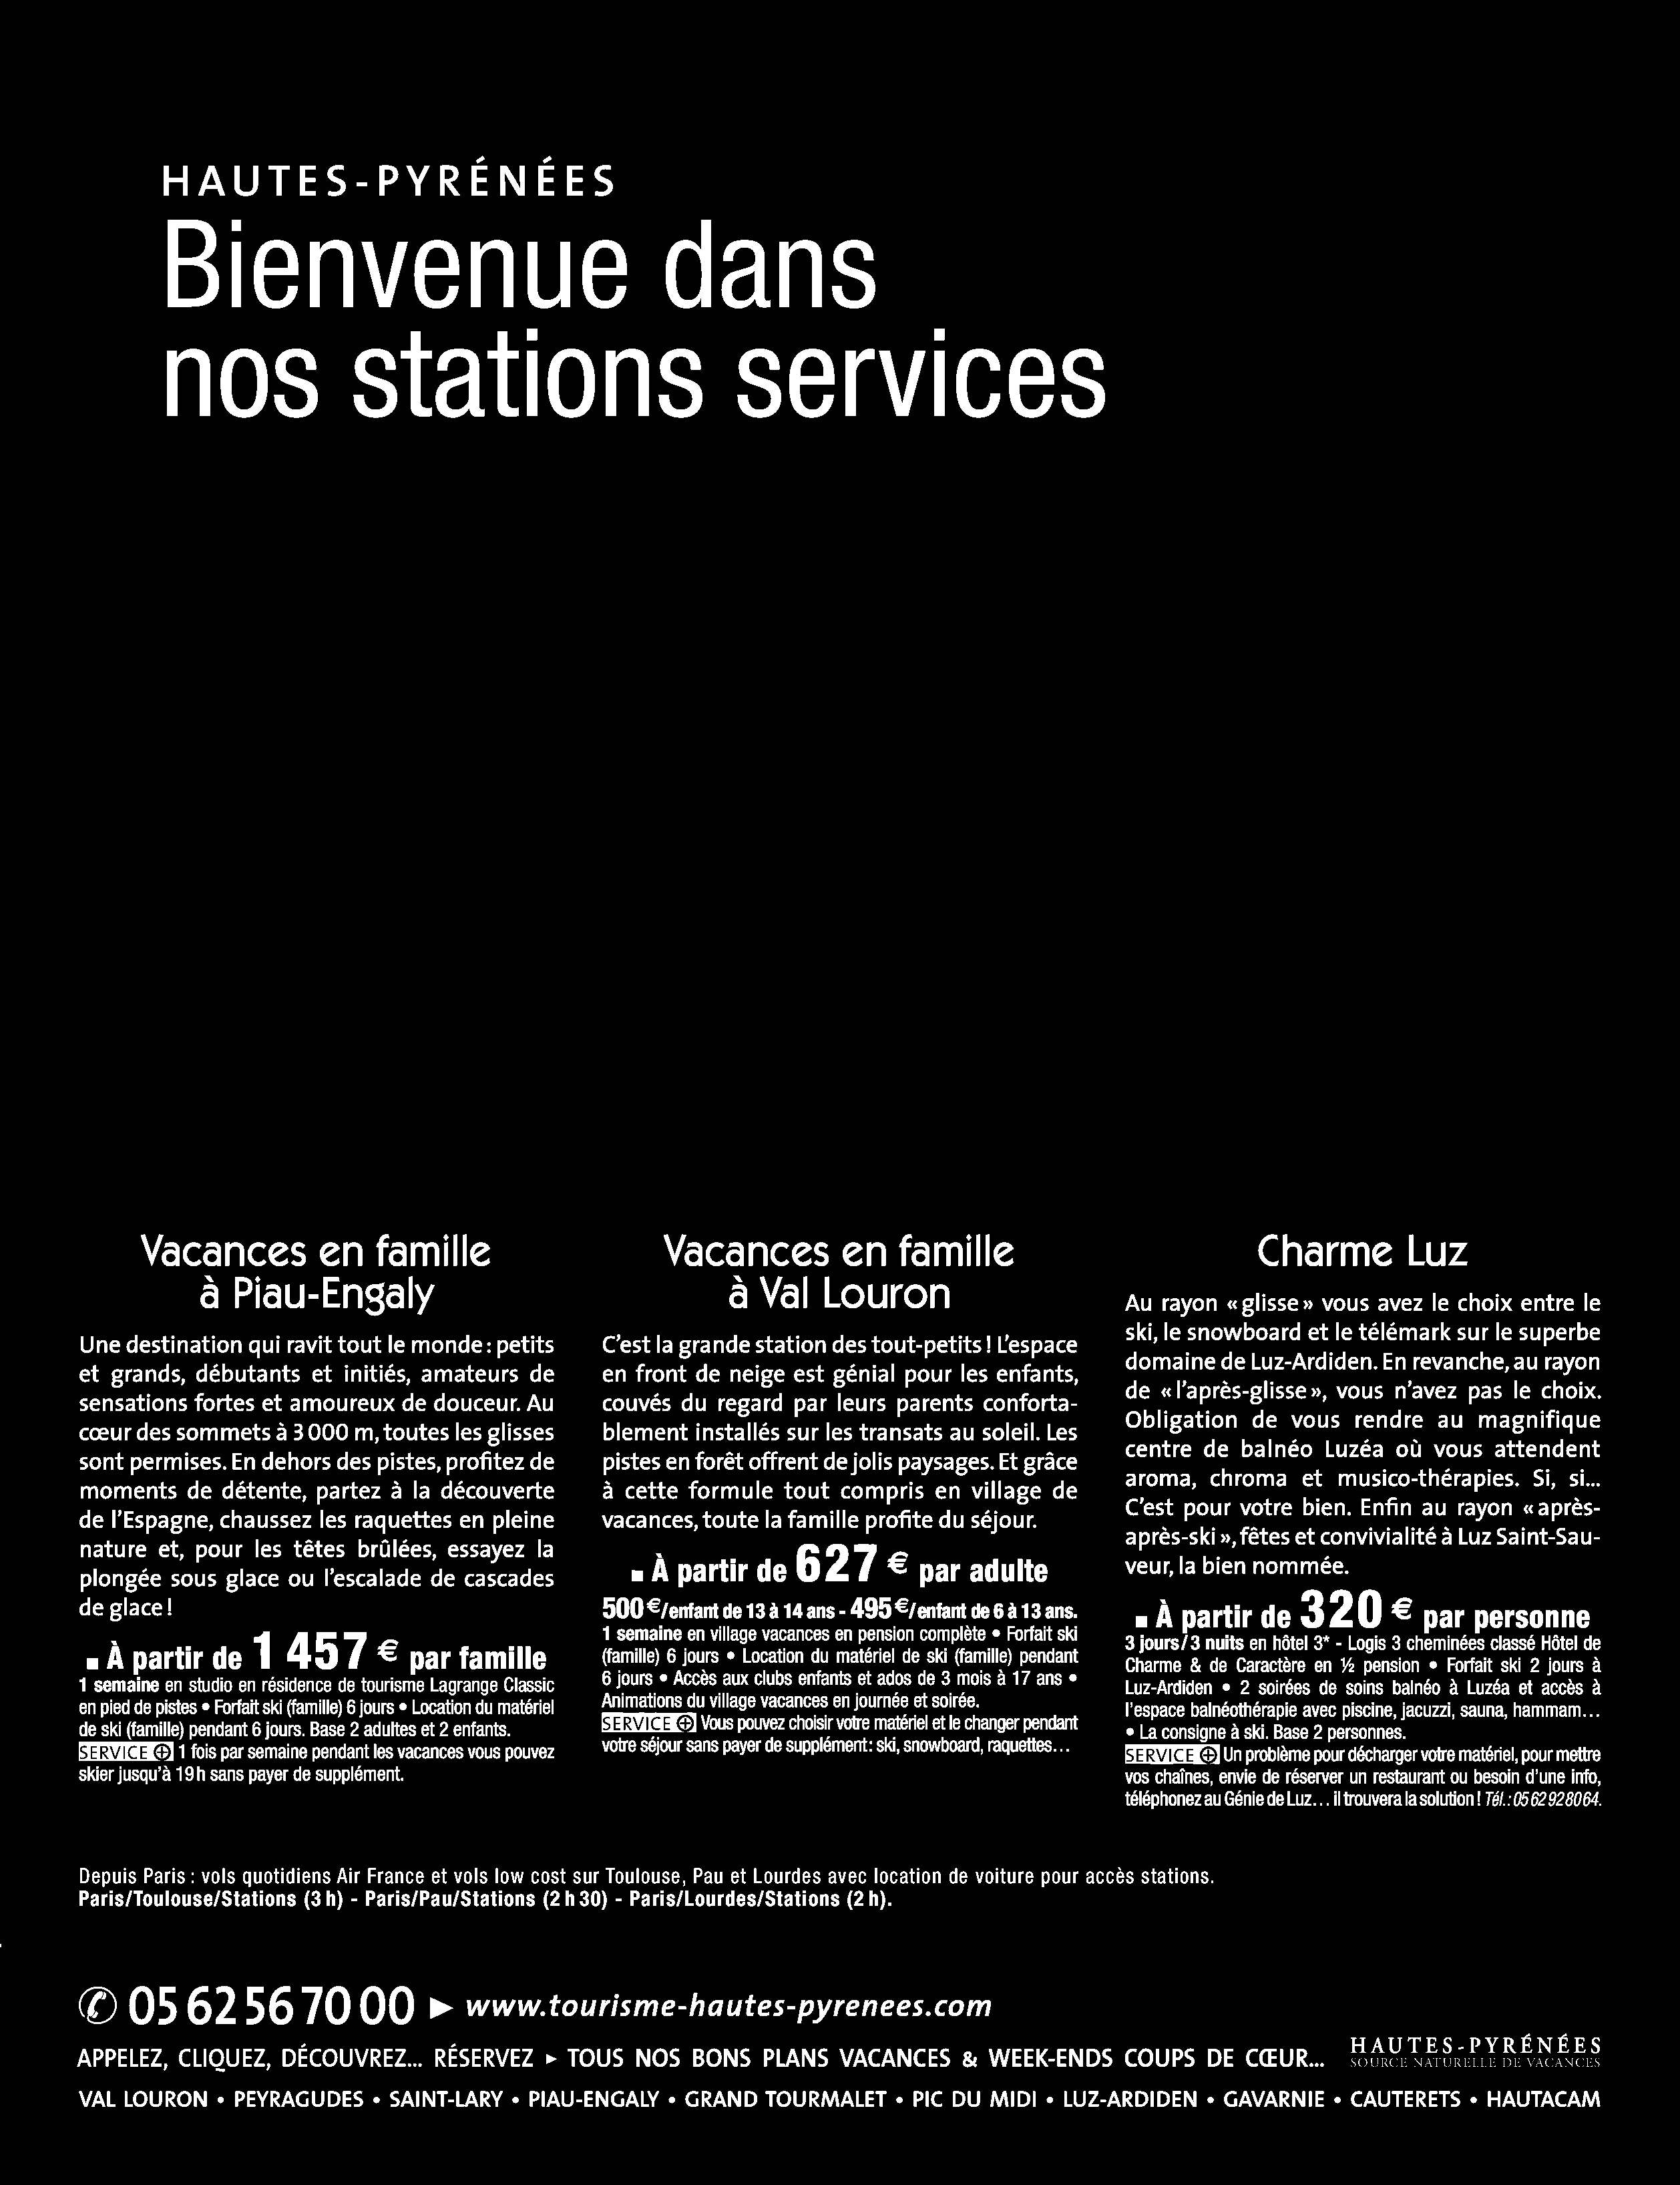 HAUTES-PYRÉNÉES
Bienvenue dans
nos stations services
Vacances en famille
à Piau-Engaly
Une destination qui ravit tout le monde : petits
et grands, débutants et initiés, amateurs de
sensations fortes et amoureux de douceur. Au
cœur des sommets à 3 000 m, toutes les glisses
sont permises. En dehors des pistes, profitez de
moments de détente, partez à la découverte
de l'Espagne, chaussez les raquettes en pleine
nature et, pour les têtes brûlées, essayez la
plongée sous glace ou l'escalade de cascades
de glace !
■ À partir de 1 457 € par famille
1 semaine en studio en résidence de tourisme Lagrange Classic
en pied de pistes • Forfait ski (famille) 6 jours • Location du matériel
de ski (famille) pendant 6 jours. Base 2 adultes et 2 enfants.
SERVICE ⊕ 1 fois par semaine pendant les vacances vous pouvez
skier jusqu'à 19 h sans payer de supplément.
Vacances en famille
à Val Louron
C'est la grande station des tout-petits ! L'espace
en front de neige est génial pour les enfants,
couvés du regard par leurs parents conforta-
blement installés sur les transats au soleil. Les
pistes en forêt offrent de jolis paysages. Et grâce
à cette formule tout compris en village de
vacances, toute la famille profite du séjour.
■ À partir de 627 € par adulte
500 €/enfant de 13 à 14 ans - 495 €/enfant de 6 à 13 ans.
1 semaine en village vacances en pension complète • Forfait ski
(famille) 6 jours • Location du matériel de ski (famille) pendant
6 jours • Accès aux clubs enfants et ados de 3 mois à 17 ans •
Animations du village vacances en journée et soirée.
SERVICE ⊕ Vous pouvez choisir votre matériel et le changer pendant
votre séjour sans payer de supplément : ski, snowboard, raquettes...
Charme Luz
Au rayon « glisse » vous avez le choix entre le
ski, le snowboard et le télémark sur le superbe
domaine de Luz-Ardiden. En revanche, au rayon
de « l'après-glisse », vous n'avez pas le choix.
Obligation de vous rendre au magnifique
centre de balnéo Luzéa où vous attendent
aroma, chroma et musico-thérapies. Si, si...
C'est pour votre bien. Enfin au rayon « après-
après-ski », fêtes et convivialité à Luz Saint-Sau-
veur, la bien nommée.
■ À partir de 320 € par personne
3 jours/3 nuits en hôtel 3* - Logis 3 cheminées classé Hôtel de
Charme & de Caractère en ½ pension • Forfait ski 2 jours à
Luz-Ardiden • 2 soirées de soins balnéo à Luzéa et accès à
l'espace balnéothérapie avec piscine, jacuzzi, sauna, hammam...
• La consigne à ski. Base 2 personnes.
SERVICE ⊕ Un problème pour décharger votre matériel, pour mettre
vos chaînes, envie de réserver un restaurant ou besoin d'une info,
téléphonez au Génie de Luz... il trouvera la solution ! Tél. : 05 62 92 80 64.
Depuis Paris : vols quotidiens Air France et vols low cost sur Toulouse, Pau et Lourdes avec location de voiture pour accès stations.
Paris/Toulouse/Stations (3 h) - Paris/Pau/Stations (2 h 30) - Paris/Lourdes/Stations (2 h).
✆ 05 62 56 70 00 ► www.tourisme-hautes-pyrenees.com
APPELEZ, CLIQUEZ, DÉCOUVREZ... RÉSERVEZ ► TOUS NOS BONS PLANS VACANCES & WEEK-ENDS COUPS DE CŒUR...
HAUTES-PYRÉNÉES
SOURCE NATURELLE DE VACANCES
VAL LOURON • PEYRAGUDES • SAINT-LARY • PIAU-ENGALY • GRAND TOURMALET • PIC DU MIDI • LUZ-ARDIDEN • GAVARNIE • CAUTERETS • HAUTACAM